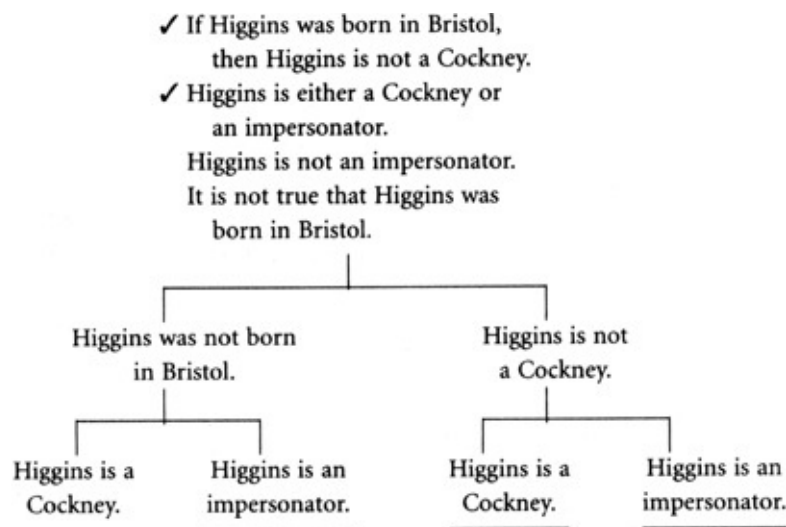 ✓ If Higgins was born in Bristol,
then Higgins is not a Cockney.
✓ Higgins is either a Cockney or
an impersonator.
Higgins is not an impersonator.
It is not true that Higgins was
born in Bristol.
Higgins was not born
in Bristol.
Higgins is not
a Cockney.
Higgins is a
Cockney.
Higgins is an
impersonator.
Higgins is a
Cockney.
Higgins is an
impersonator.